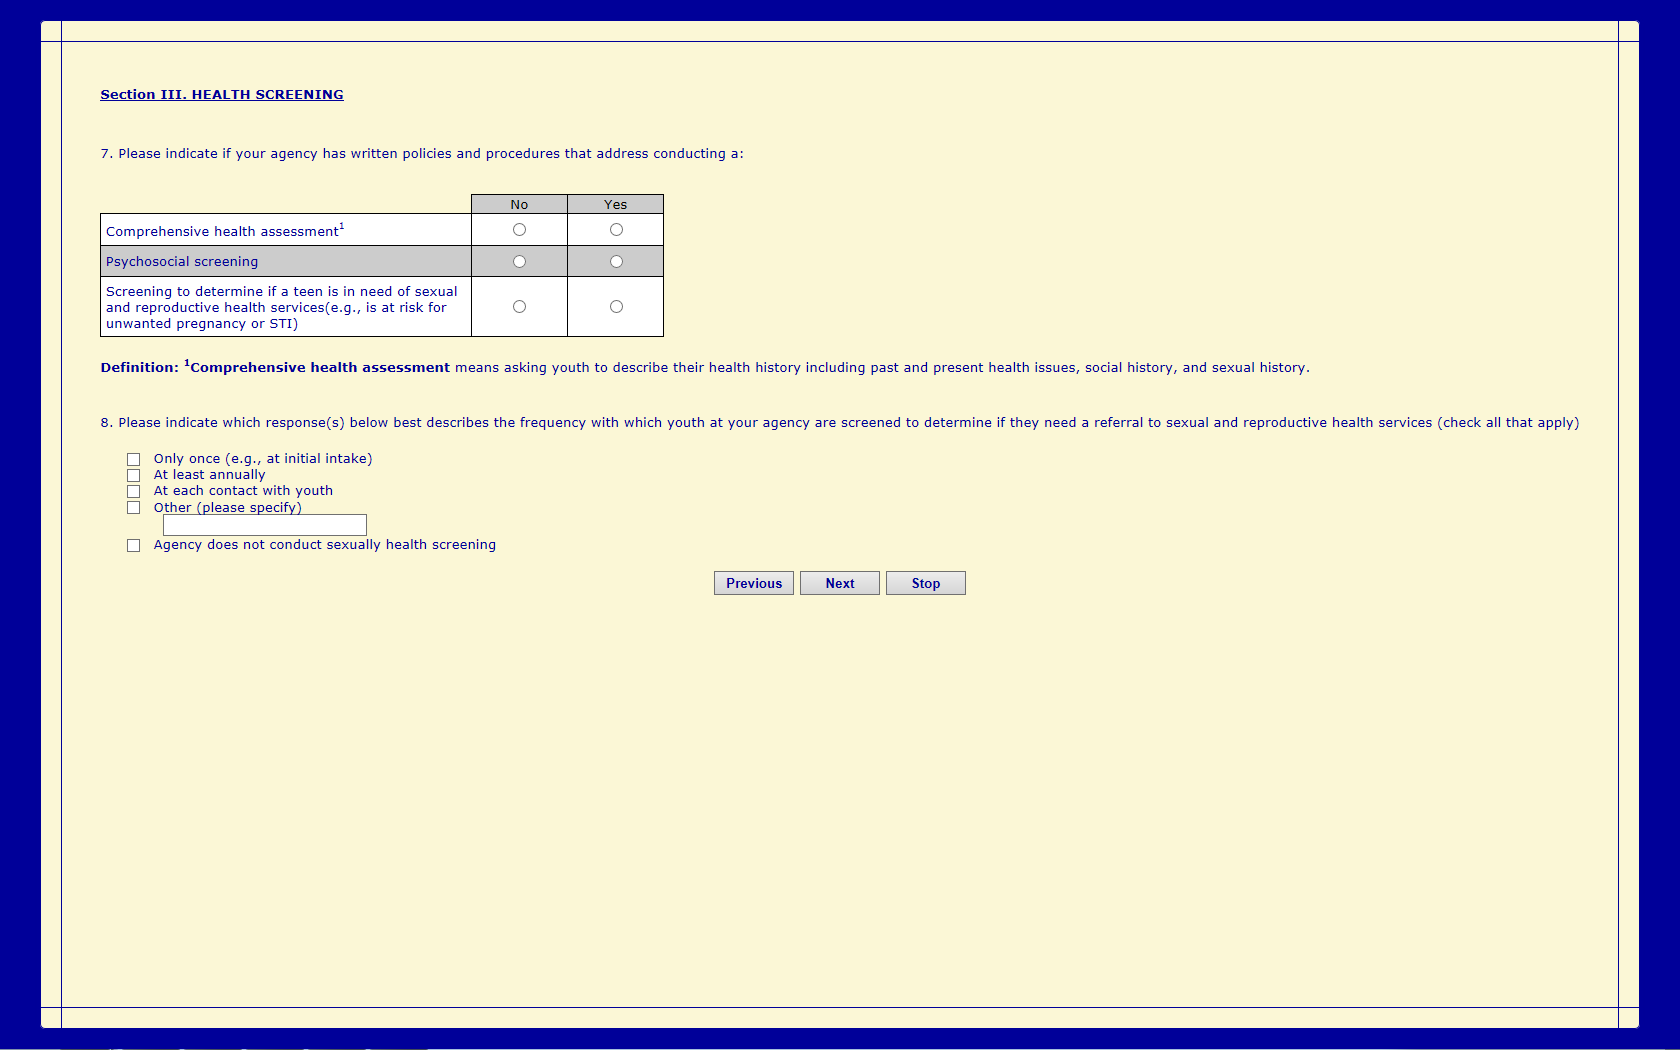 Section III. HEALTH SCREENING
7. Please indicate if your agency has written policies and procedures that address conducting a:
No Yes
Comprehensive health assessment1
Psychosocial screening
Screening to determine if a teen is in need of sexual
and reproductive health services(e.g., is at risk for
unwanted pregnancy or STI)
Definition: 1Comprehensive health assessment means asking youth to describe their health history including past and present health issues, social history, and sexual history.
8. Please indicate which response(s) below best describes the frequency with which youth at your agency are screened to determine if they need a referral to sexual and reproductive health services (check all that apply)
Only once (e.g., at initial intake)
At least annually
At each contact with youth
Other (please specify)
Agency does not conduct sexually health screening
Previous Next Stop